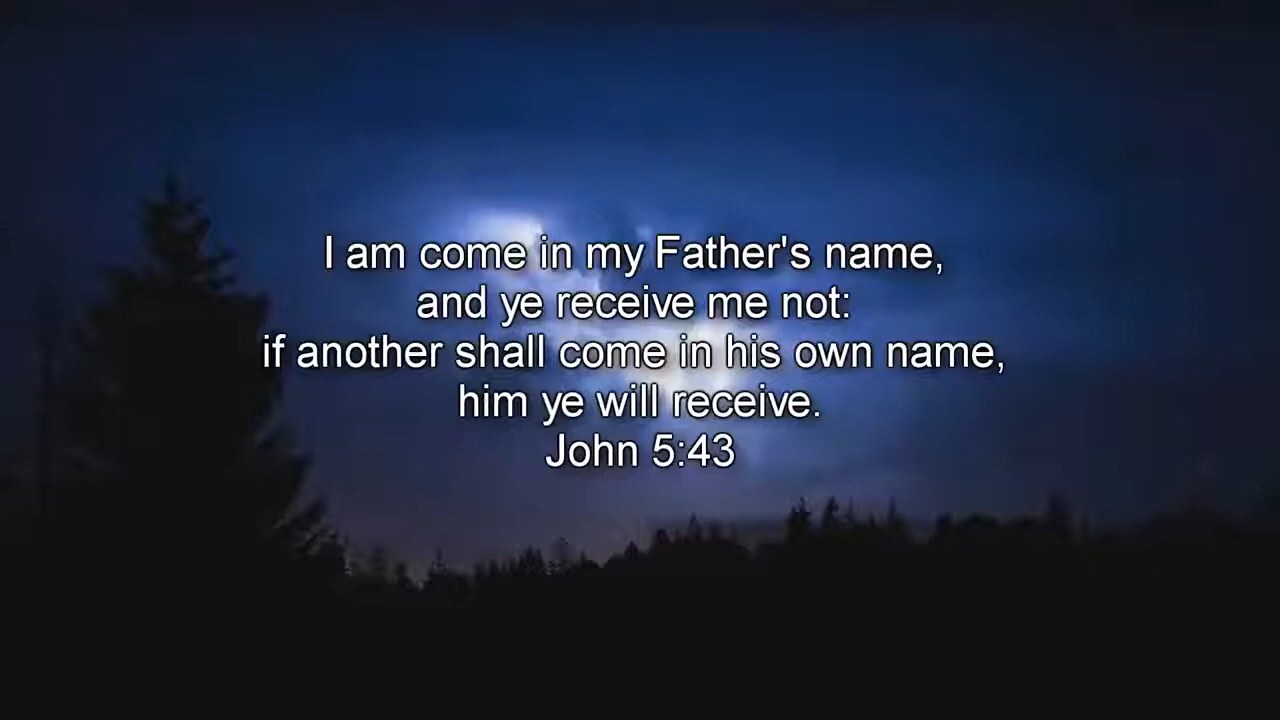 I am come in my Father's name,
and ye receive me not:
if another shall come in his own name,
him ye will receive.
John 5:43